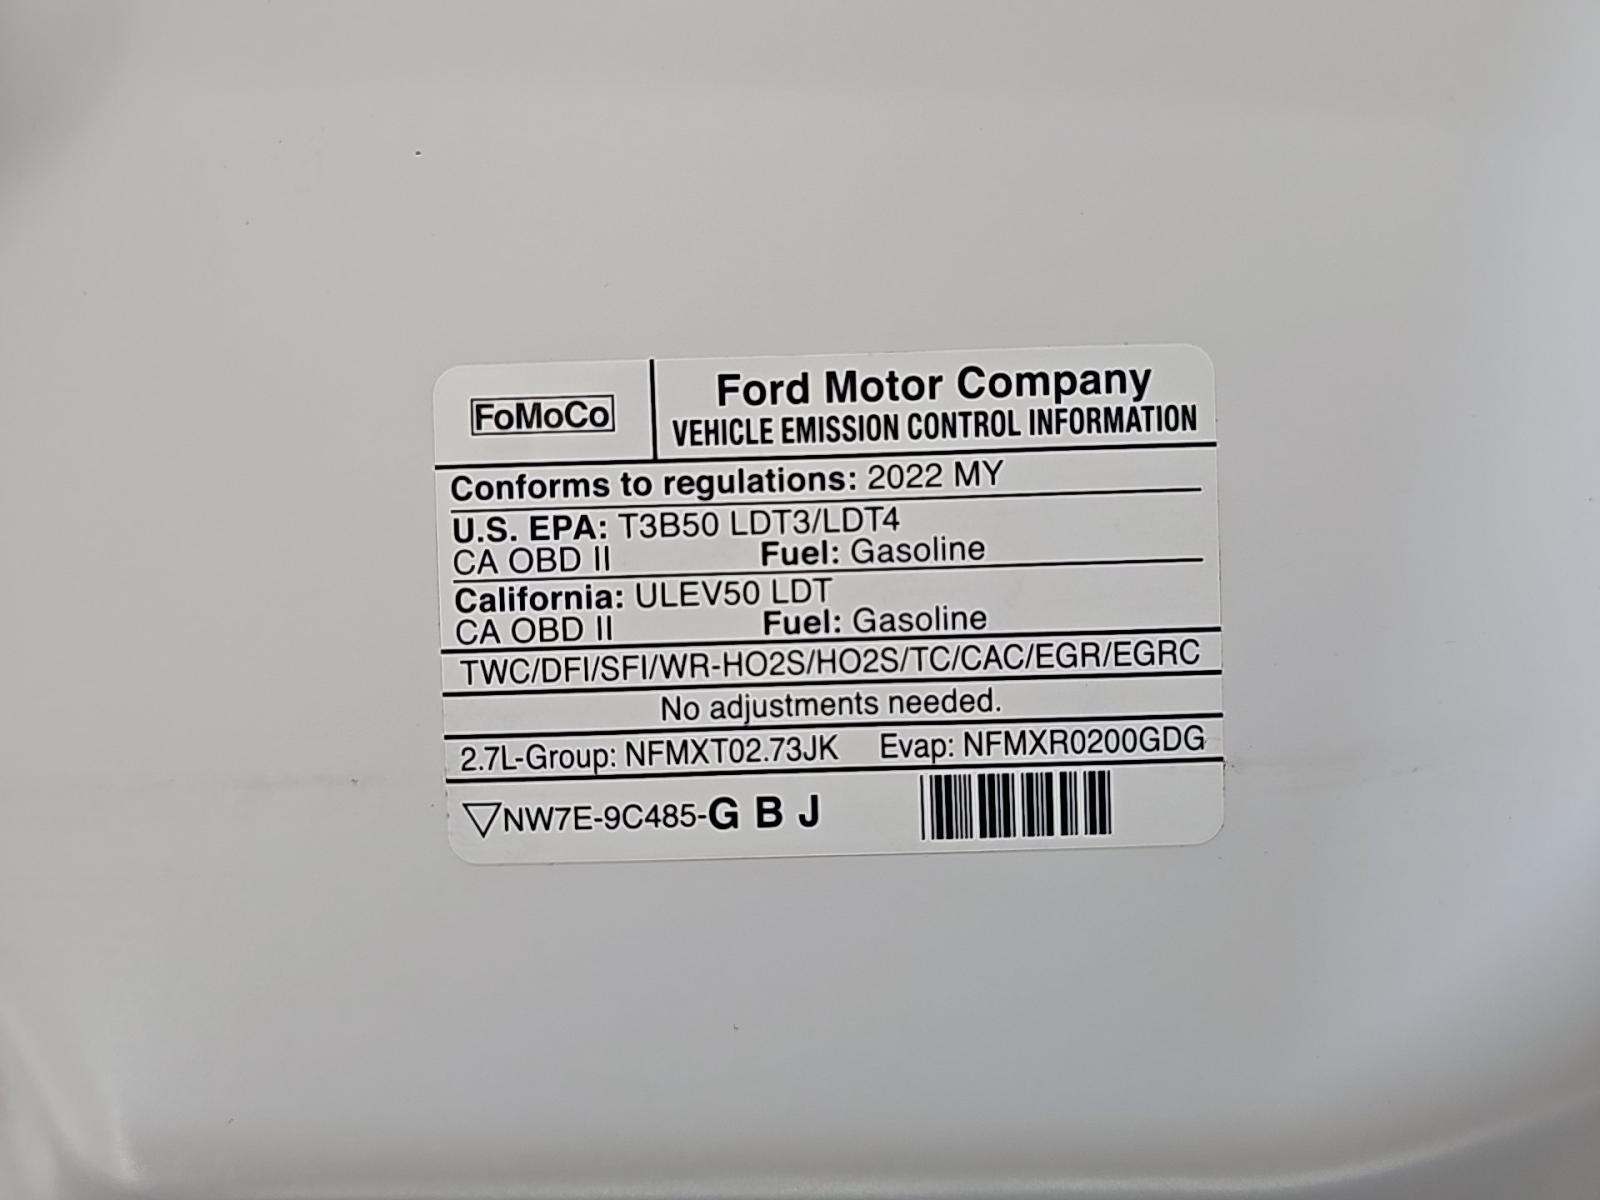 FoMoCo
Ford Motor Company
VEHICLE EMISSION CONTROL INFORMATION
Conforms to regulations: 2022 MY
U.S. EPA: T3B50 LDT3/LDT4
CA OBD II Fuel: Gasoline
California: ULEV50 LDT
CA OBD II Fuel: Gasoline
TWC/DFI/SFI/WR-HO2S/HO2S/TC/CAC/EGR/EGRC
No adjustments needed.
2.7L-Group: NFMXT02.73JK Evap: NFMXR0200GDG
NW7E-9C485-G B J